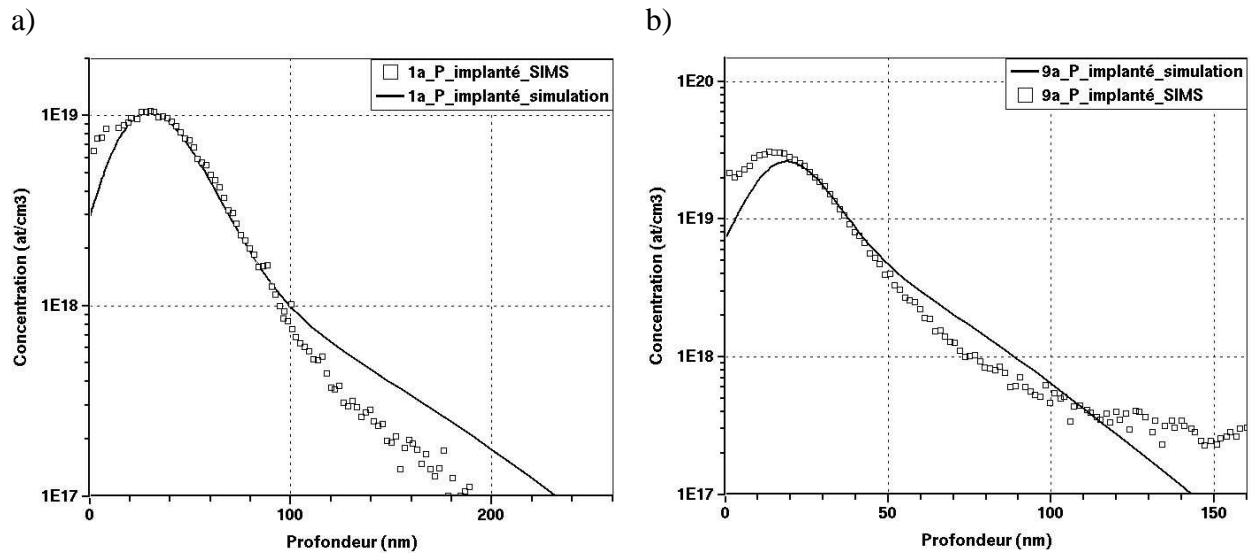 a)
1a_P_implanté_SIMS
1a_P_implanté_simulation
1E19
1E18
1E17
Concentration (at/cm3)
0
100
200
Profondeur (nm)
b)
9a_P_implanté_simulation
9a_P_implanté_SIMS
1E20
1E19
1E18
1E17
Concentration (at/cm3)
0
50
100
150
Profondeur (nm)